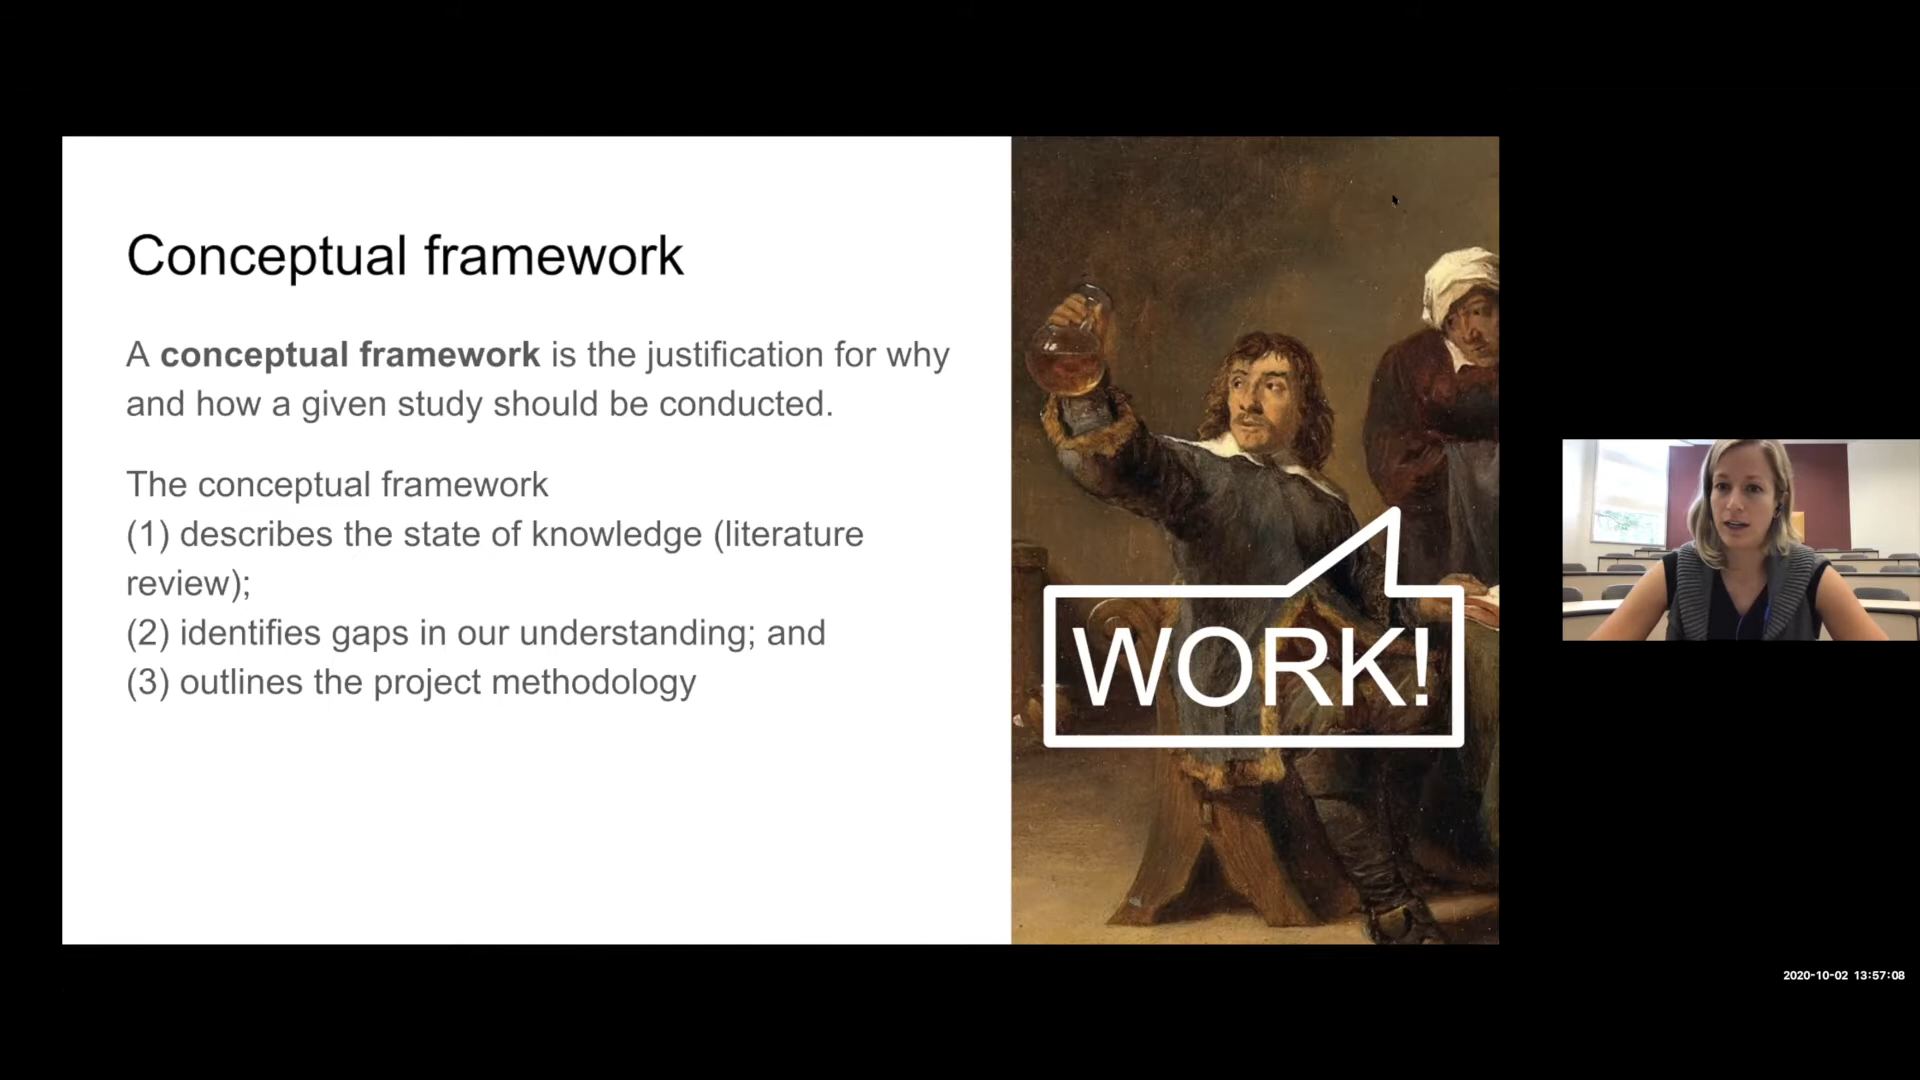 Conceptual framework
A conceptual framework is the justification for why
and how a given study should be conducted.
The conceptual framework
(1) describes the state of knowledge (literature
review);
(2) identifies gaps in our understanding; and
(3) outlines the project methodology
WORK!
2020-10-02 13:57:08